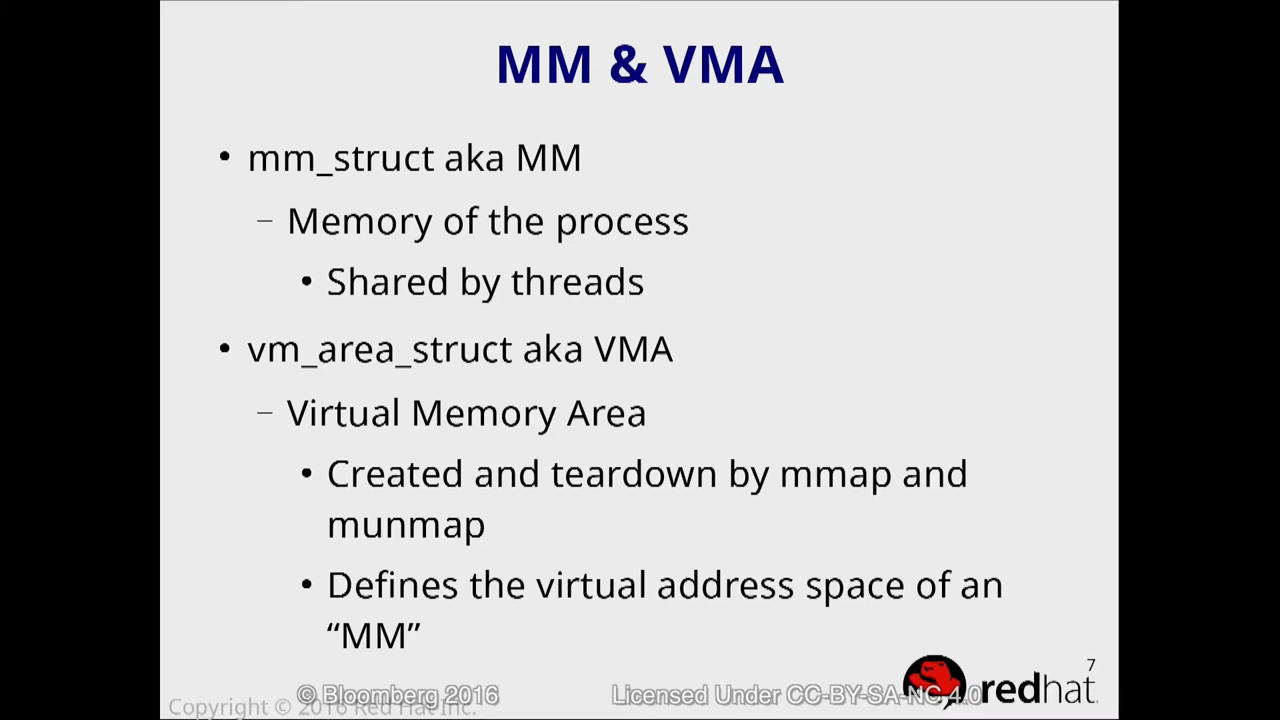 MM & VMA
• mm_struct aka MM
– Memory of the process
• Shared by threads
• vm_area_struct aka VMA
– Virtual Memory Area
• Created and teardown by mmap and
munmap
• Defines the virtual address space of an
“MM”
7
redhat.
© Bloomberg 2016 Licensed Under CC-BY-SA-NC 4.0
Copyright © 2016 Red Hat Inc.